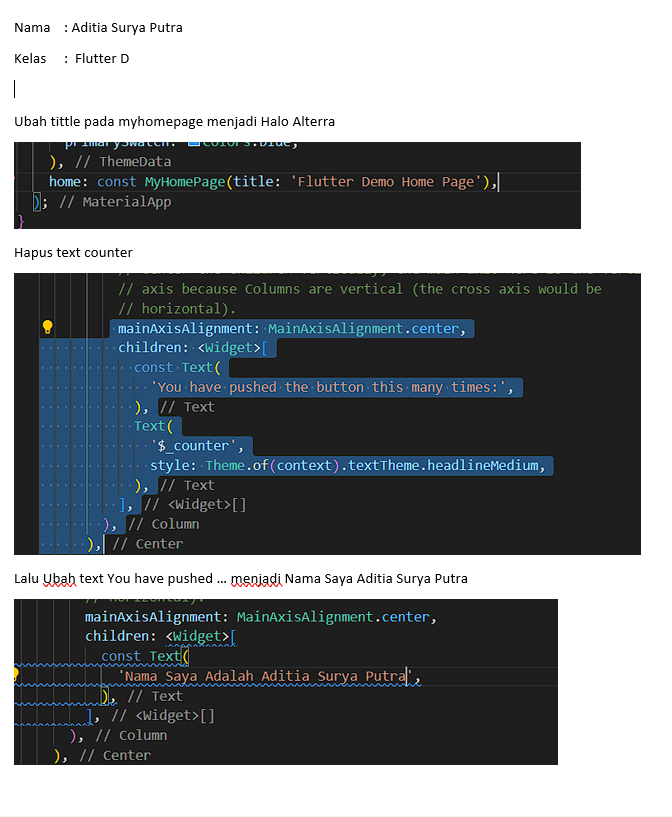 Nama : Aditia Surya Putra
Kelas : Flutter D
Ubah tittle pada myhomepage menjadi Halo Alterra
primarySwatch: Colors.blue,
), // ThemeData
home: const MyHomePage(title: 'Flutter Demo Home Page'),
); // MaterialApp
}
Hapus text counter
// axis because Columns are vertical (the cross axis would be
// horizontal).
mainAxisAlignment: MainAxisAlignment.center,
children: <Widget>[
const Text(
'You have pushed the button this many times:',
), // Text
Text(
'$_counter',
style: Theme.of(context).textTheme.headlineMedium,
), // Text
], // <Widget>[]
), // Column
), // Center
Lalu Ubah text You have pushed … menjadi Nama Saya Aditia Surya Putra
// horizontal).
mainAxisAlignment: MainAxisAlignment.center,
children: <Widget>[
const Text(
'Nama Saya Adalah Aditia Surya Putra',
), // Text
], // <Widget>[]
), // Column
), // Center